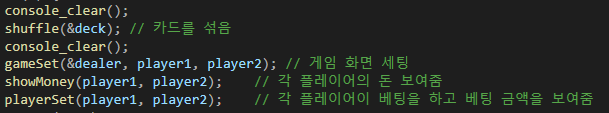 console_clear();
shuffle(&deck); // 카드를 섞음
console_clear();
gameSet(&dealer, player1, player2); // 게임 화면 세팅
showMoney(player1, player2);    // 각 플레이어의 돈 보여줌
playerSet(player1, player2);    // 각 플레이어이 베팅을 하고 베팅 금액을 보여줌